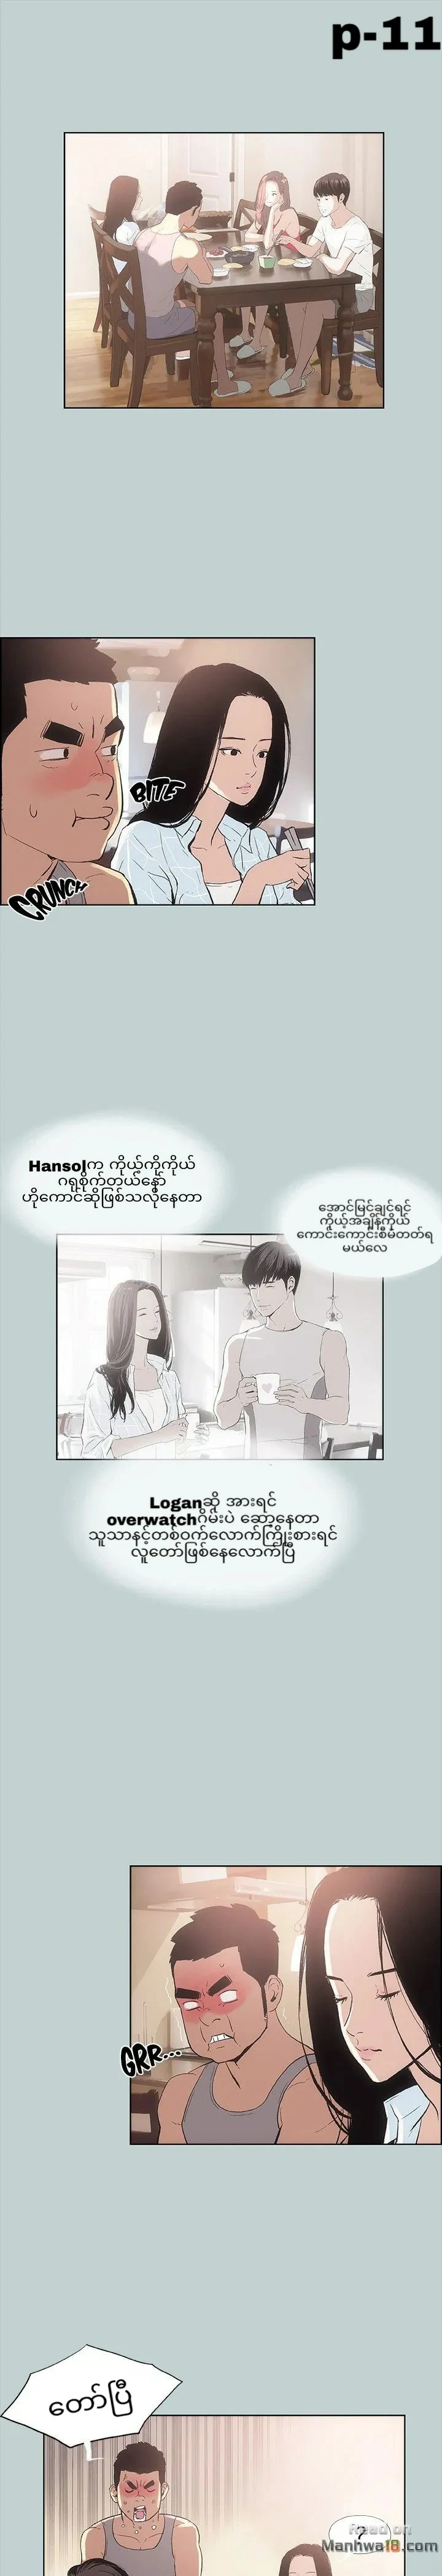 p-11
BITE
CRUNCH
Hansolက ကိုယ့်ကိုကိုယ်
ဂရုစိုက်တယ်နော်
ဟိုကောင်ဆိုဖြစ်သလိုနေတာ
အောင်မြင်ချင်ရင်
ကိုယ့်အချိန်ကိုယ်
ကောင်းကောင်းစီမံတတ်ရ
မယ်လေ
Loganဆို အားရင်
overwatchဂိမ်းပဲ ဆော့နေတာ
သူသာနင့်တစ်ဝက်လောက်ကြိုးစားရင်
လူတော်ဖြစ်နေလောက်ပြီ
GRR...
တော်ပြီ
?
Read on
Manhwa18.com